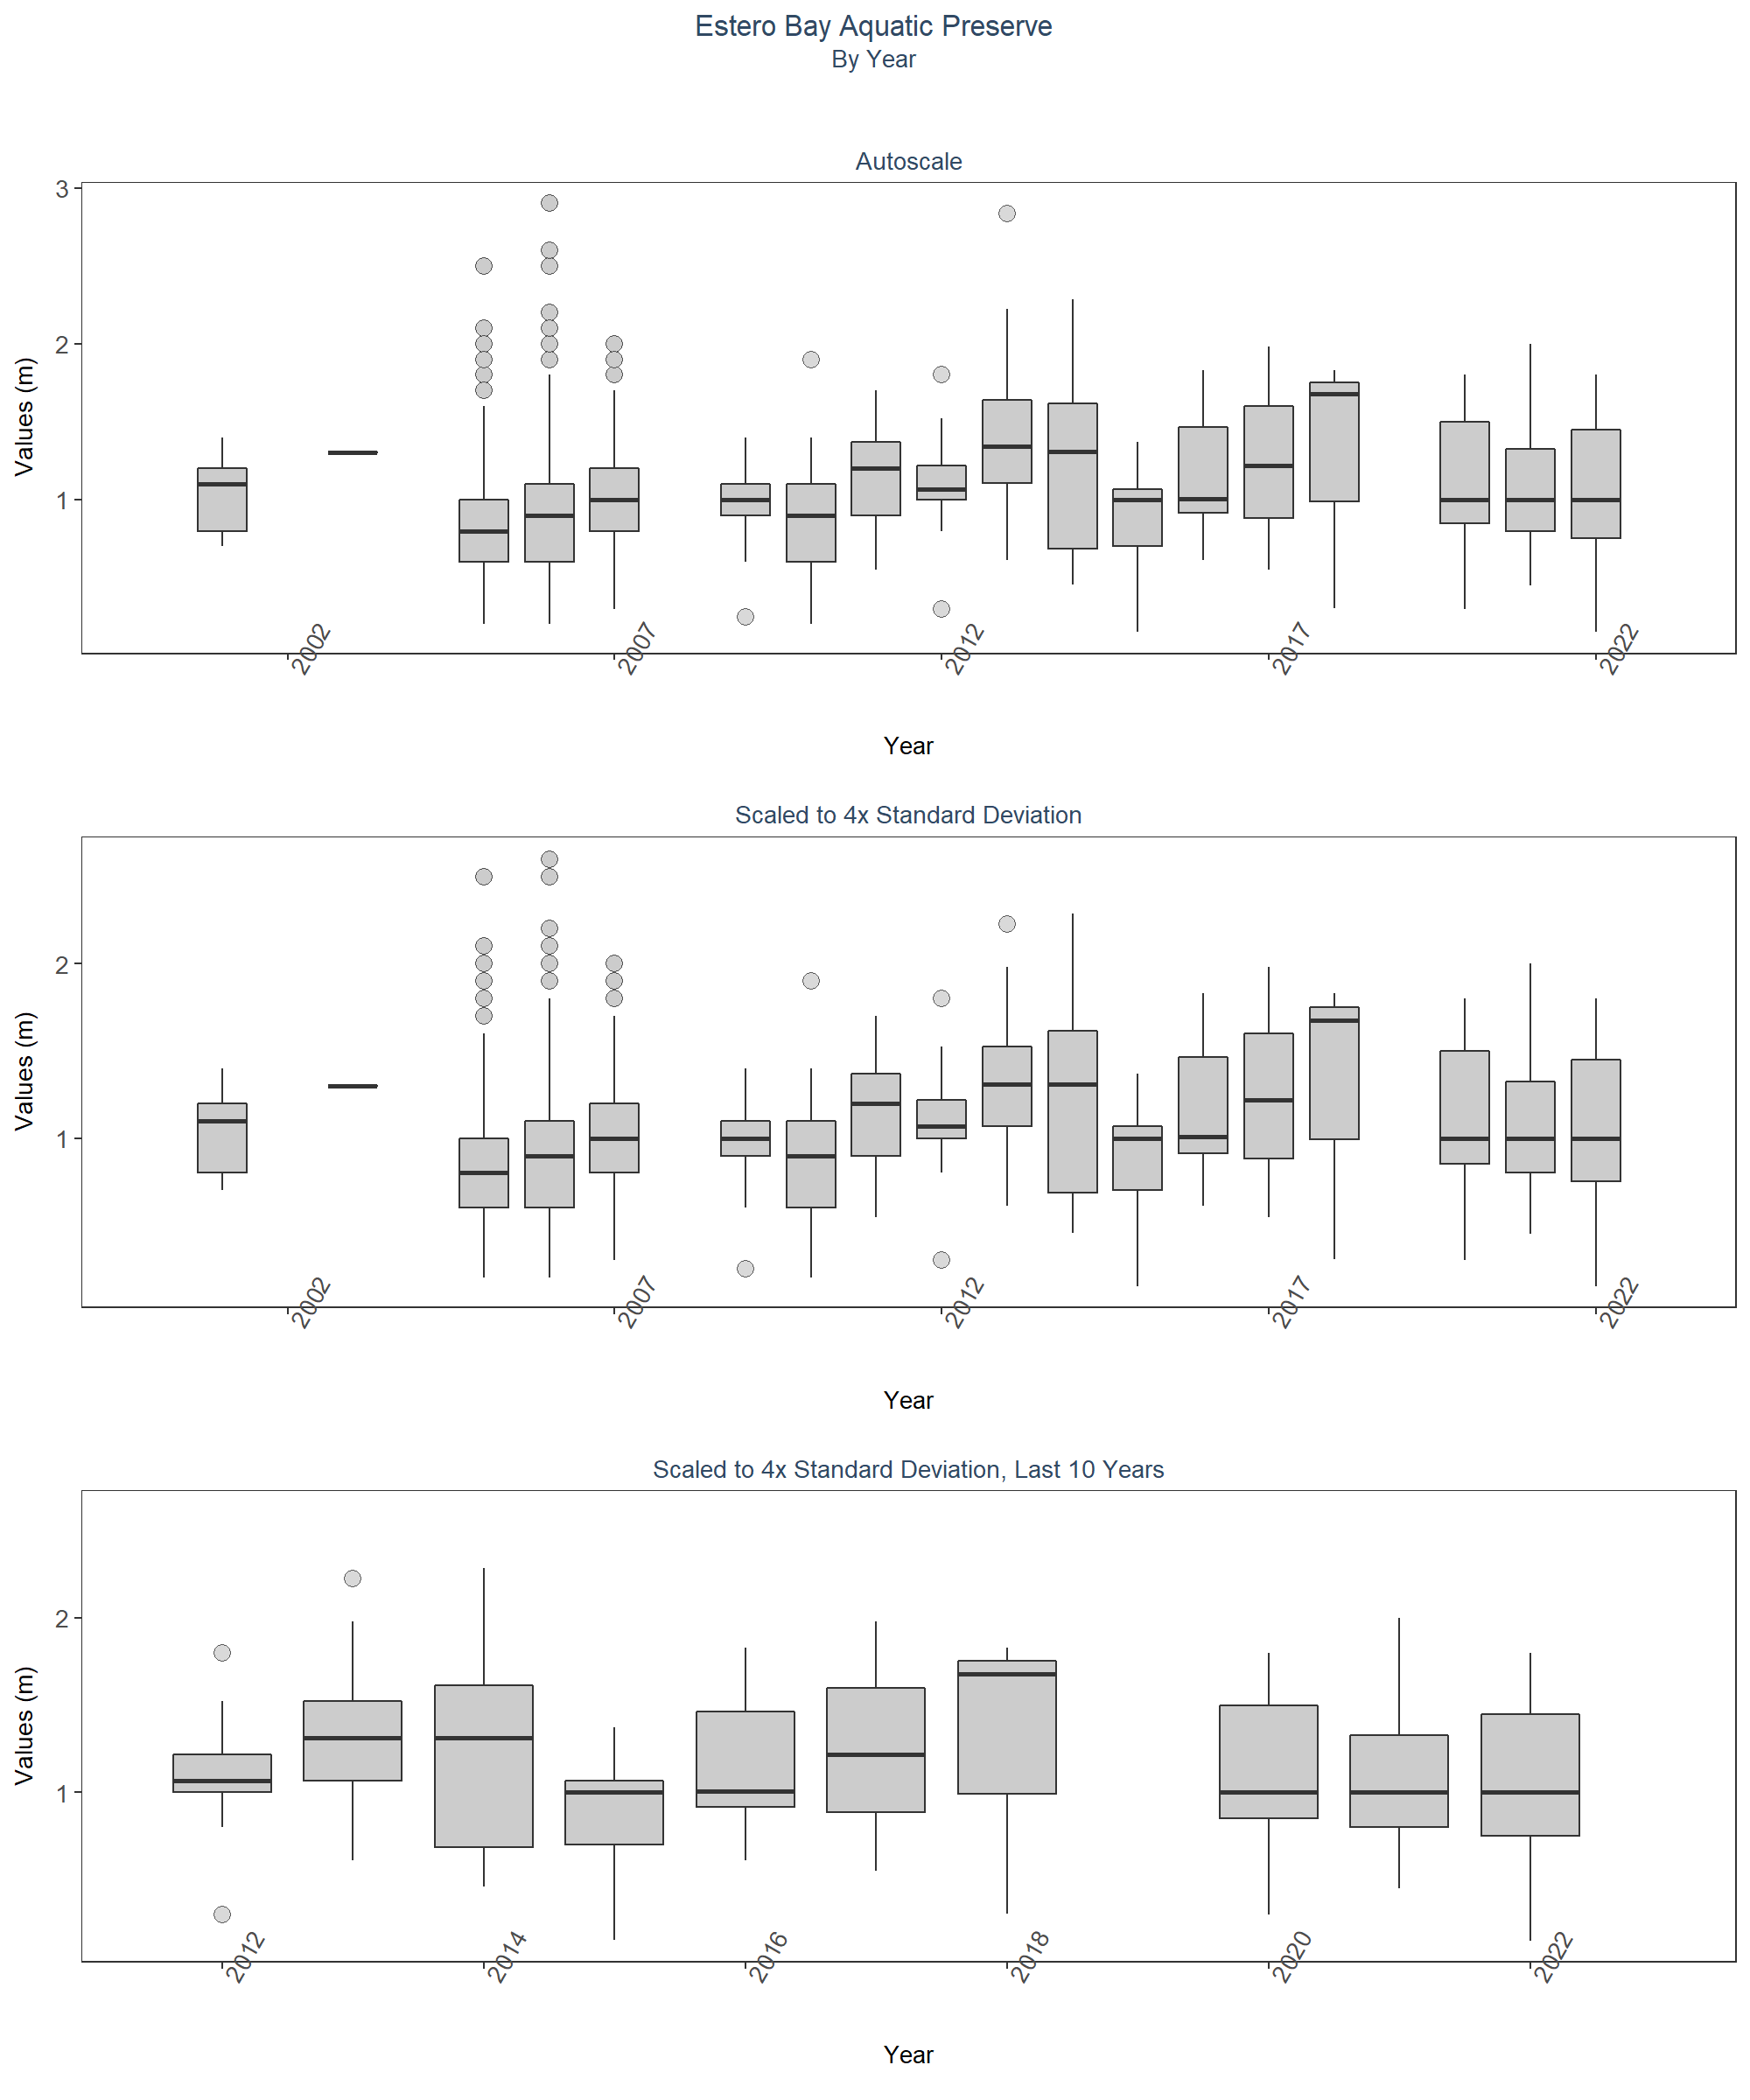 Estero Bay Aquatic Preserve
By Year
Autoscale
Values (m)
3
2
1
2002 2007 2012 2017 2022
Year
Scaled to 4x Standard Deviation
Values (m)
2
1
2002 2007 2012 2017 2022
Year
Scaled to 4x Standard Deviation, Last 10 Years
Values (m)
2
1
2012 2014 2016 2018 2020 2022
Year